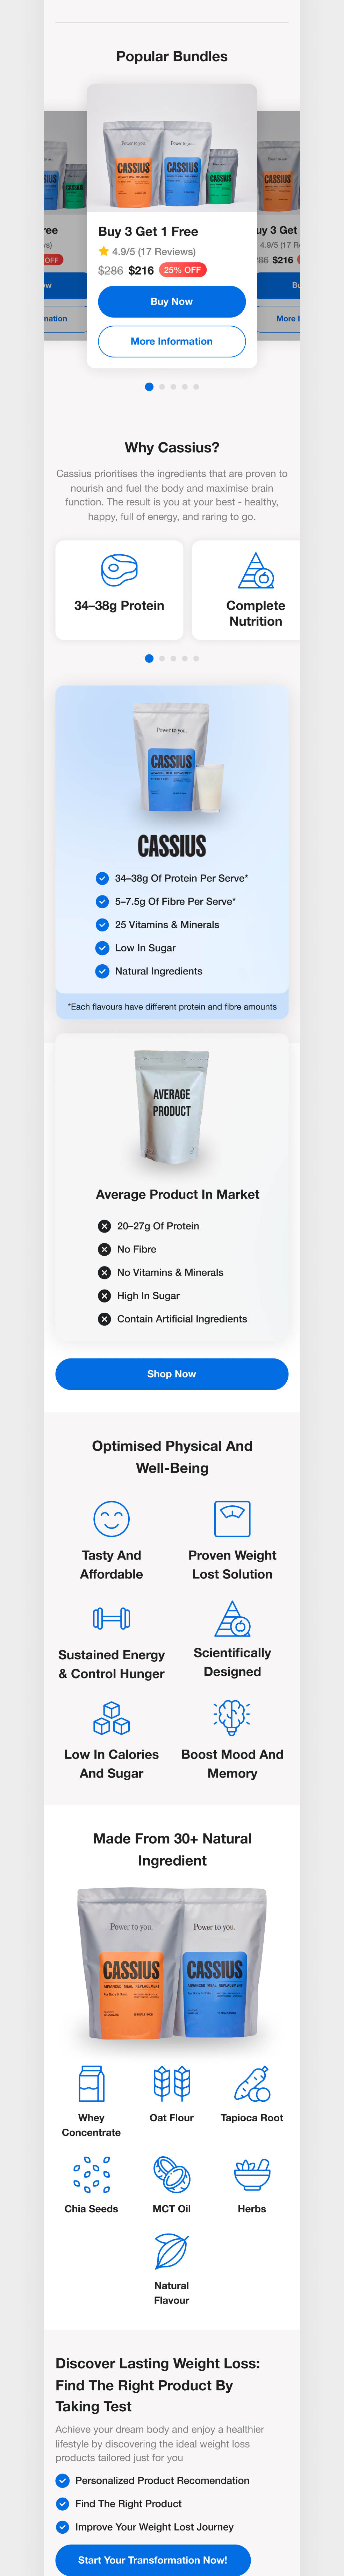 Popular Bundles
Power to you.
Power to you.
CASSIUS
CASSIUS
CASSIUS
Buy 3 Get 1 Free
4.9/5 (17 Reviews)
$286 $216 25% OFF
Buy Now
More Information
ree
vs)
OFF
ow
nation
uy 3 Get
4.9/5 (17 R
86 $216
Bu
More I
Why Cassius?
Cassius prioritises the ingredients that are proven to
nourish and fuel the body and maximise brain
function. The result is you at your best - healthy,
happy, full of energy, and raring to go.
34–38g Protein
Complete
Nutrition
Power to you.
CASSIUS
ADVANCED MEAL REPLACEMENT
CASSIUS
34–38g Of Protein Per Serve*
5–7.5g Of Fibre Per Serve*
25 Vitamins & Minerals
Low In Sugar
Natural Ingredients
*Each flavours have different protein and fibre amounts
AVERAGE
PRODUCT
Average Product In Market
20–27g Of Protein
No Fibre
No Vitamins & Minerals
High In Sugar
Contain Artificial Ingredients
Shop Now
Optimised Physical And
Well-Being
Tasty And
Affordable
Proven Weight
Lost Solution
Sustained Energy
& Control Hunger
Scientifically
Designed
Low In Calories
And Sugar
Boost Mood And
Memory
Made From 30+ Natural
Ingredient
Power to you.
Power to you.
CASSIUS
CASSIUS
ADVANCED MEAL REPLACEMENT
ADVANCED MEAL REPLACEMENT
Whey
Concentrate
Oat Flour
Tapioca Root
Chia Seeds
MCT Oil
Herbs
Natural
Flavour
Discover Lasting Weight Loss:
Find The Right Product By
Taking Test
Achieve your dream body and enjoy a healthier
lifestyle by discovering the ideal weight loss
products tailored just for you
Personalized Product Recomendation
Find The Right Product
Improve Your Weight Lost Journey
Start Your Transformation Now!